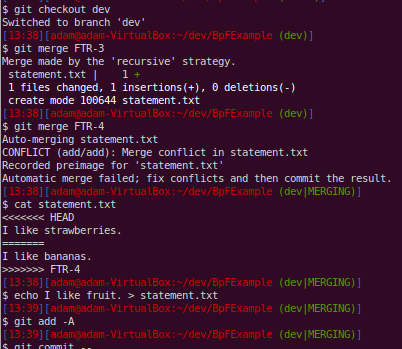 $ git checkout dev
Switched to branch 'dev'
[13:38][adam@adam-VirtualBox:~/dev/BpFExample (dev)]
$ git merge FTR-3
Merge made by the 'recursive' strategy.
 statement.txt |    1 +
 1 files changed, 1 insertions(+), 0 deletions(-)
 create mode 100644 statement.txt
[13:38][adam@adam-VirtualBox:~/dev/BpFExample (dev)]
$ git merge FTR-4
Auto-merging statement.txt
CONFLICT (add/add): Merge conflict in statement.txt
Recorded preimage for 'statement.txt'
Automatic merge failed; fix conflicts and then commit the result.
[13:38][adam@adam-VirtualBox:~/dev/BpFExample (dev|MERGING)]
$ cat statement.txt
<<<<<<< HEAD
I like strawberries.
=======
I like bananas.
>>>>>>> FTR-4
[13:38][adam@adam-VirtualBox:~/dev/BpFExample (dev|MERGING)]
$ echo I like fruit. > statement.txt
[13:39][adam@adam-VirtualBox:~/dev/BpFExample (dev|MERGING)]
$ git add -A
[13:39][adam@adam-VirtualBox:~/dev/BpFExample (dev|MERGING)]
$ git commit --